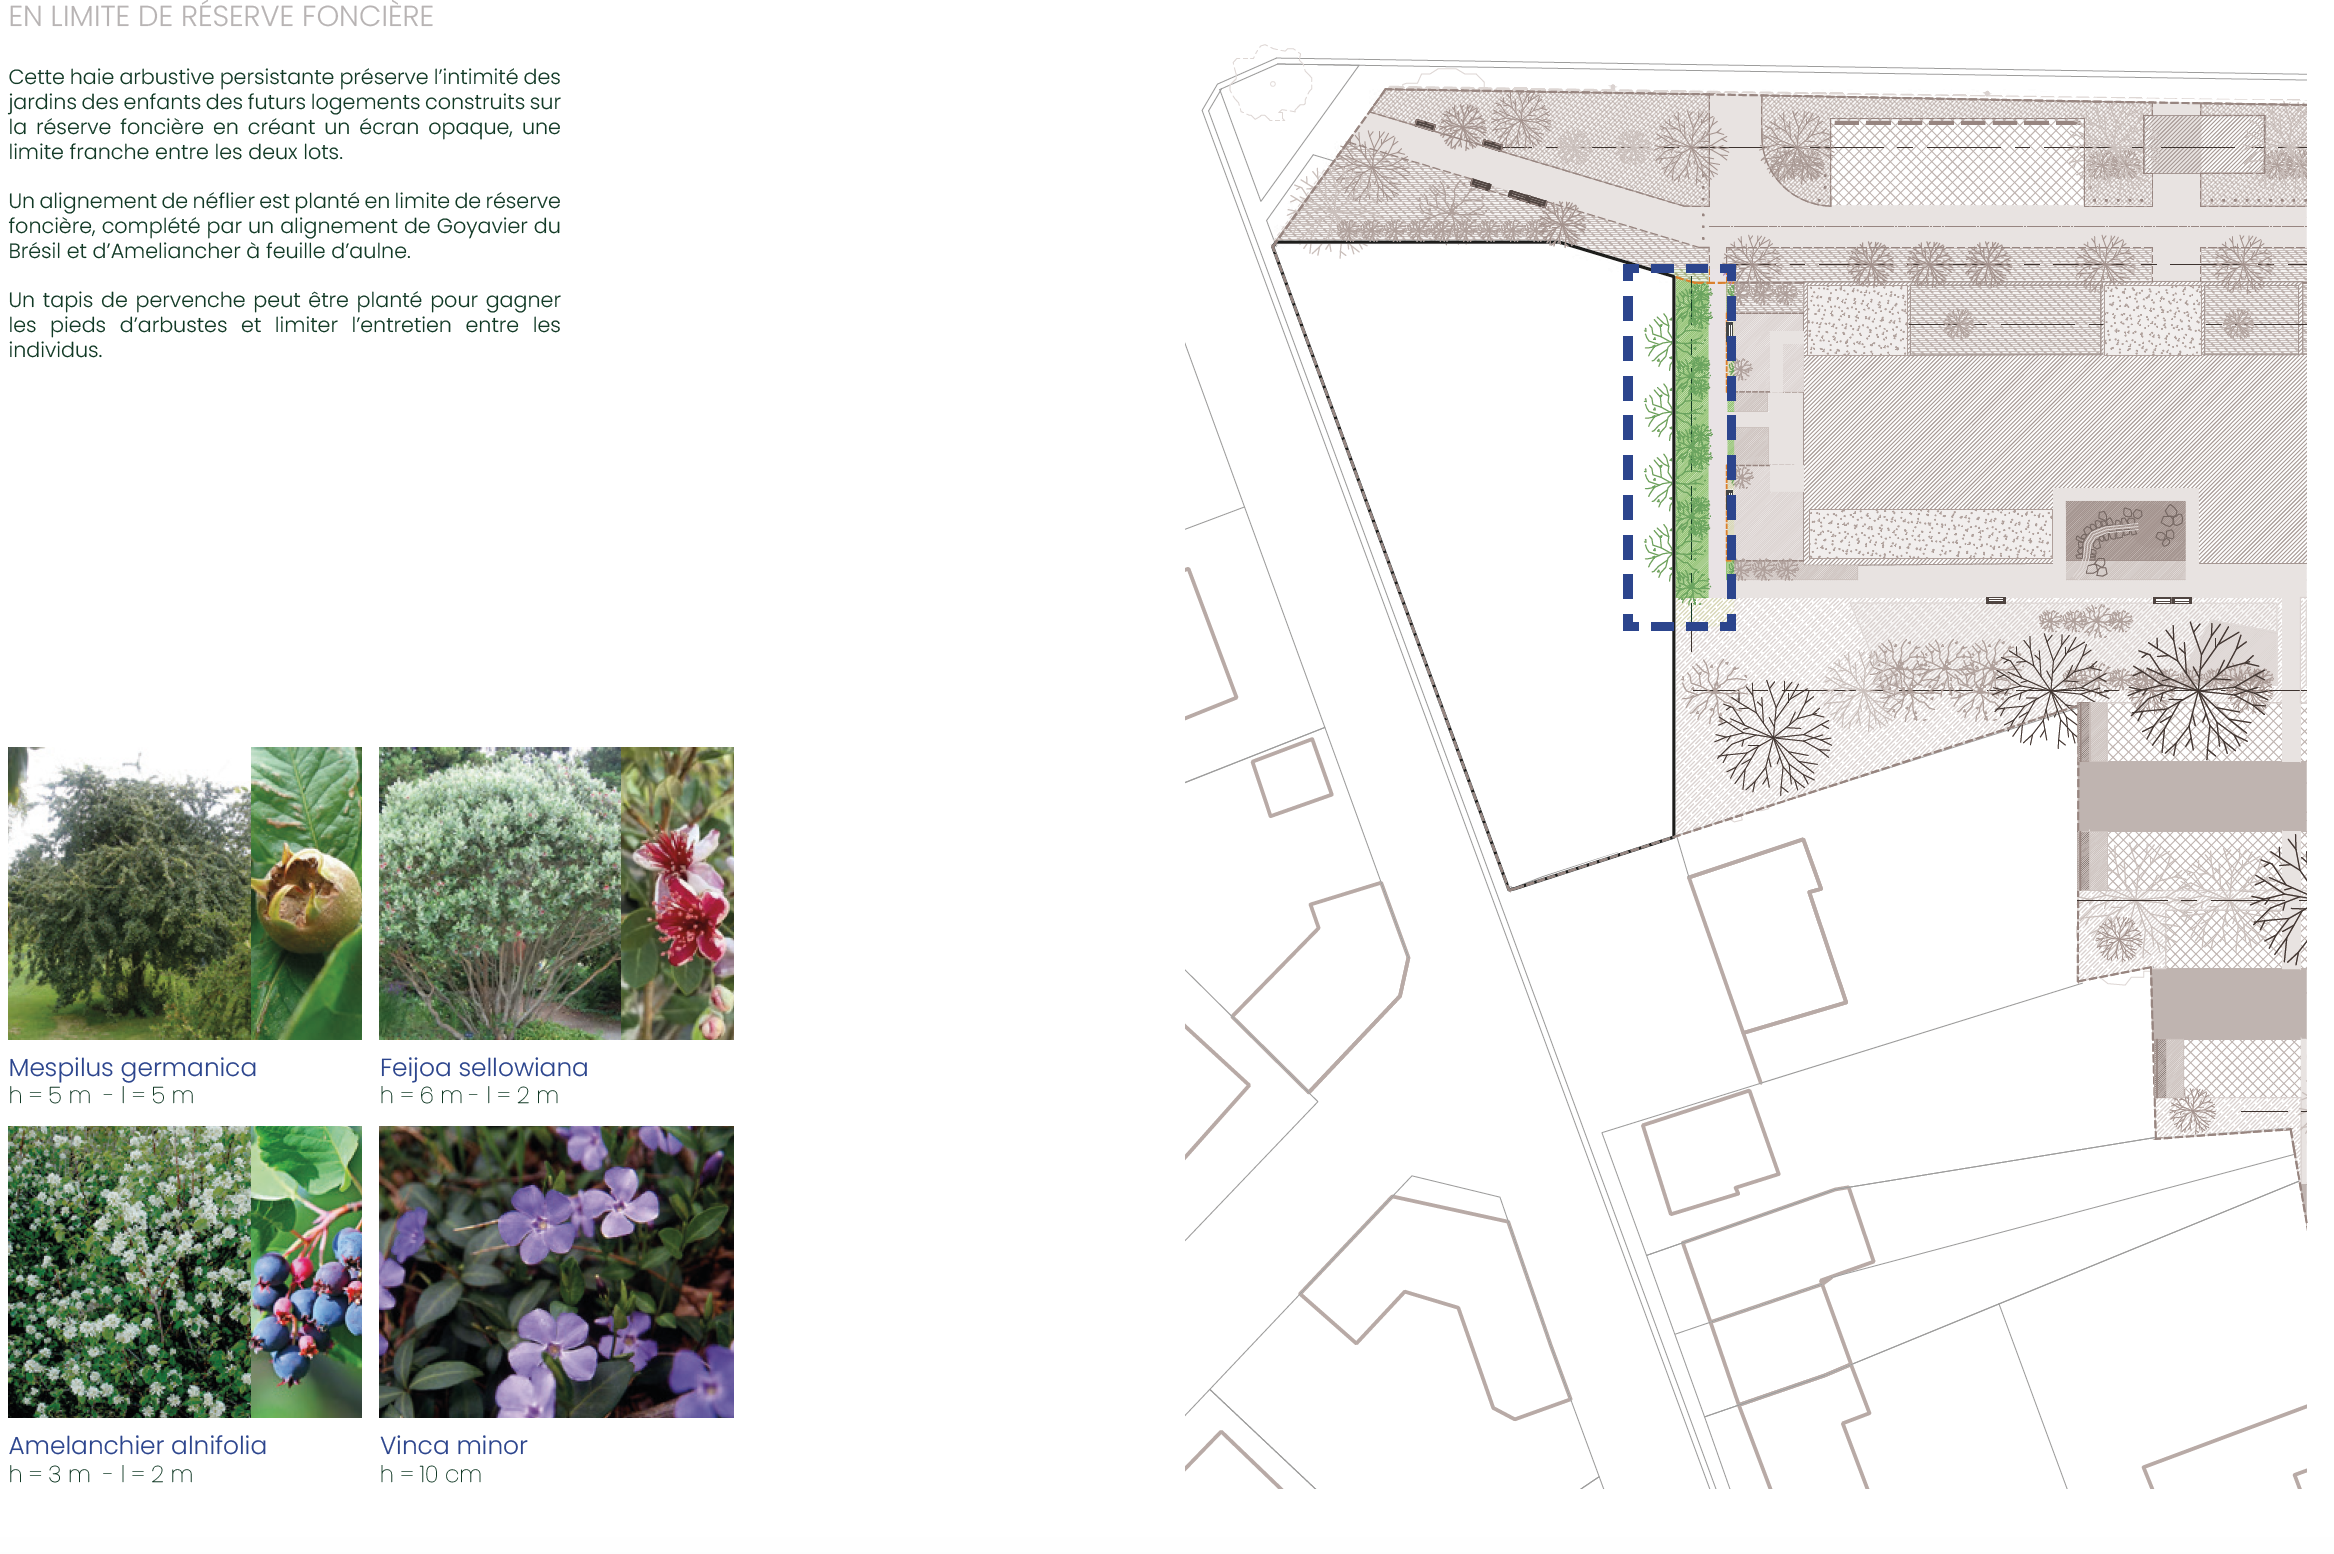 EN LIMITE DE RÉSERVE FONCIÈRE
Cette haie arbustive persistante préserve l'intimité des
jardins des enfants des futurs logements construits sur
la réserve foncière en créant un écran opaque, une
limite franche entre les deux lots.
Un alignement de néflier est planté en limite de réserve
foncière, complété par un alignement de Goyavier du
Brésil et d'Ameliancher à feuille d'aulne.
Un tapis de pervenche peut être planté pour gagner
les pieds d'arbustes et limiter l'entretien entre les
individus.
Mespilus germanica
h = 5 m - l = 5 m
Feijoa sellowiana
h = 6 m - l = 2 m
Amelanchier alnifolia
h = 3 m - l = 2 m
Vinca minor
h = 10 cm